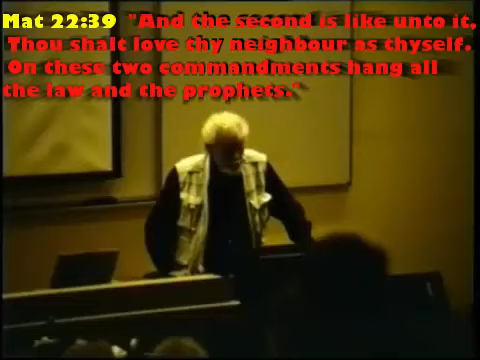 Mat 22:39 "And the second is like unto it,
Thou shalt love thy neighbour as thyself.
On these two commandments hang all
the law and the prophets."